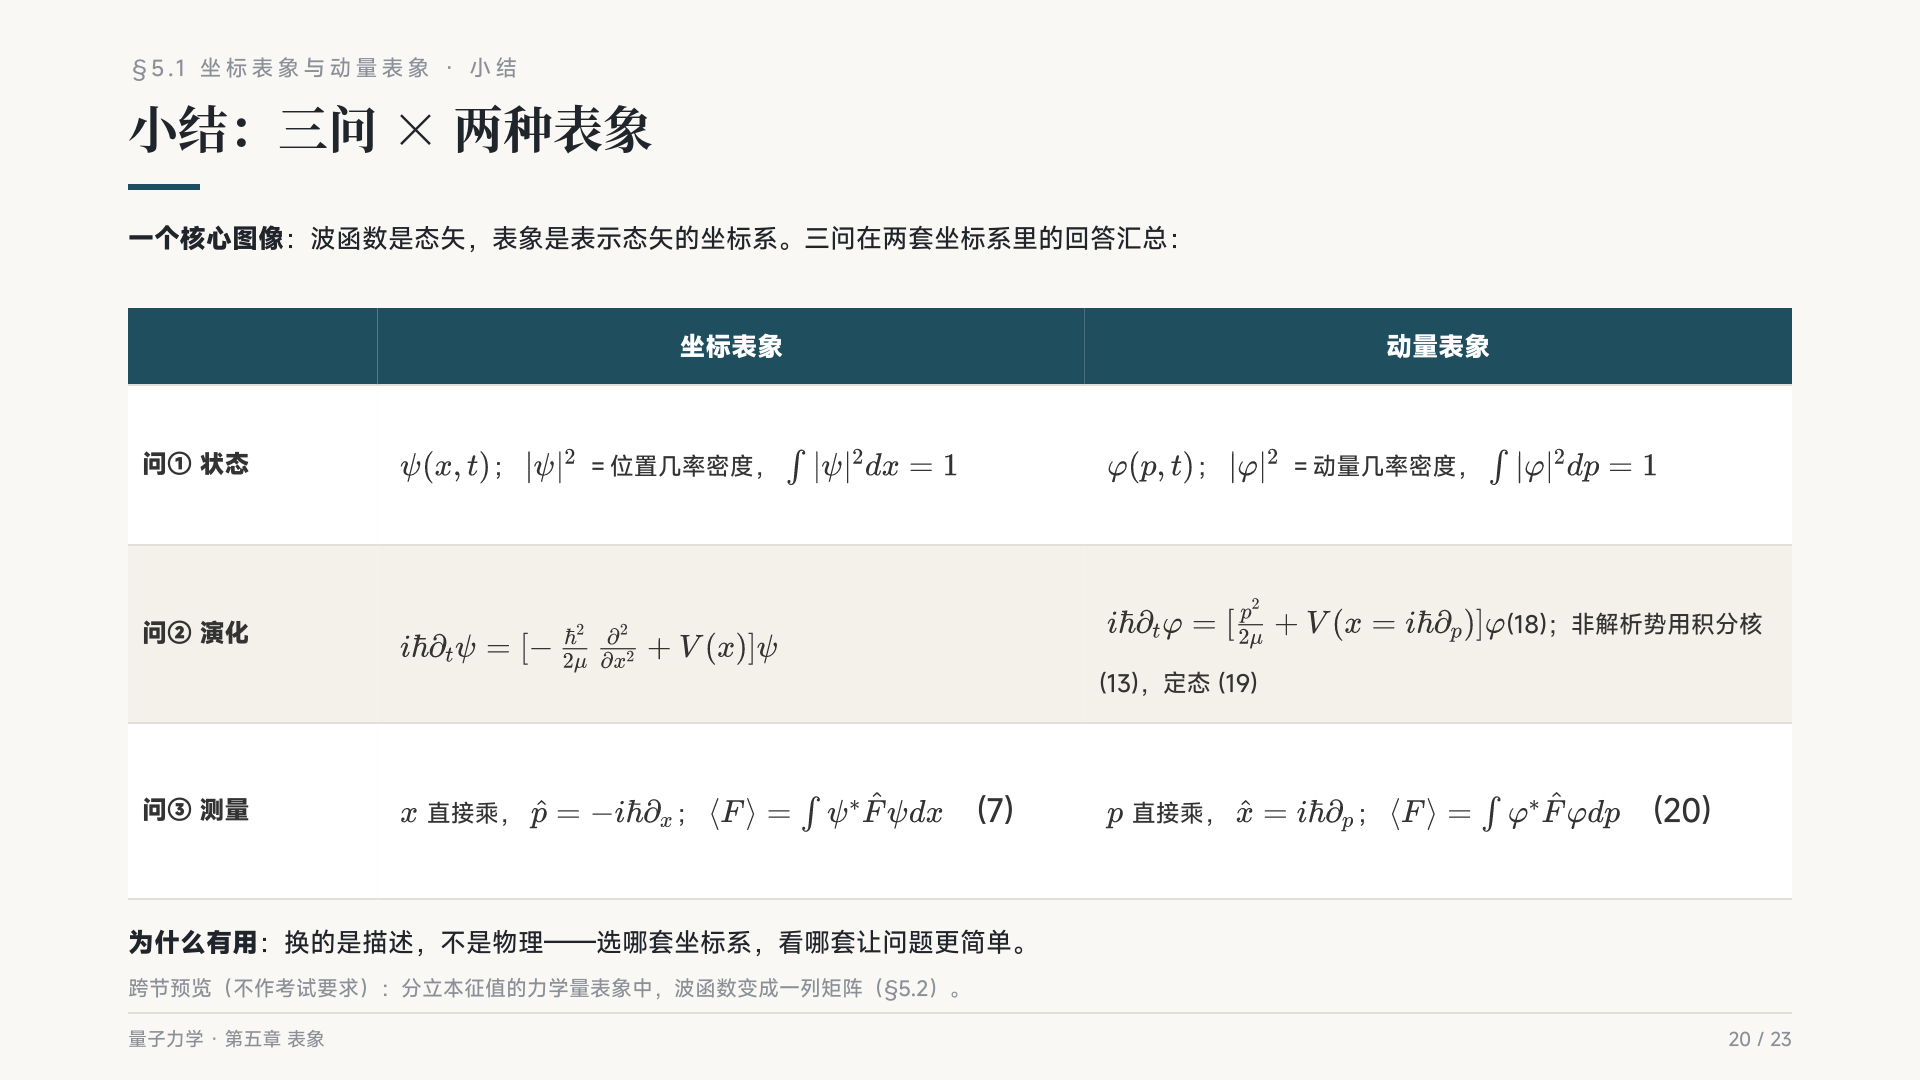 §5.1 坐标表象与动量表象 · 小结
小结：三问 × 两种表象
一个核心图像：波函数是态矢，表象是表示态矢的坐标系。三问在两套坐标系里的回答汇总：
坐标表象
动量表象
问① 状态
ψ(x, t)； |ψ|² =位置几率密度， ∫|ψ|²dx = 1
φ(p, t)； |φ|² =动量几率密度， ∫|φ|²dp = 1
问② 演化
iħ∂ₜψ = [− ħ²/2μ ∂²/∂x² + V(x)]ψ
iħ∂ₜφ = [p²/2μ + V(x = iħ∂ₚ)]φ(18)；非解析势用积分核
(13)，定态 (19)
问③ 测量
x 直接乘， p̂ = −iħ∂ₓ； ⟨F⟩ = ∫ψ*F̂ψdx (7)
p 直接乘， x̂ = iħ∂ₚ； ⟨F⟩ = ∫φ*F̂φdp (20)
为什么有用：换的是描述，不是物理——选哪套坐标系，看哪套让问题更简单。
跨节预览（不作考试要求）：分立本征值的力学量表象中，波函数变成一列矩阵（§5.2）。
量子力学 · 第五章 表象
20 / 23